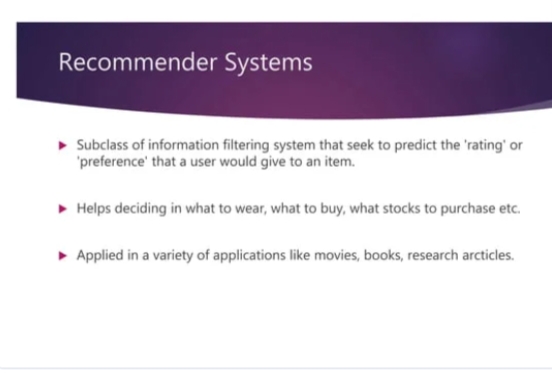 Recommender Systems
Subclass of information filtering system that seek to predict the 'rating' or
'preference' that a user would give to an item.
Helps deciding in what to wear, what to buy, what stocks to purchase etc.
Applied in a variety of applications like movies, books, research arcticles.